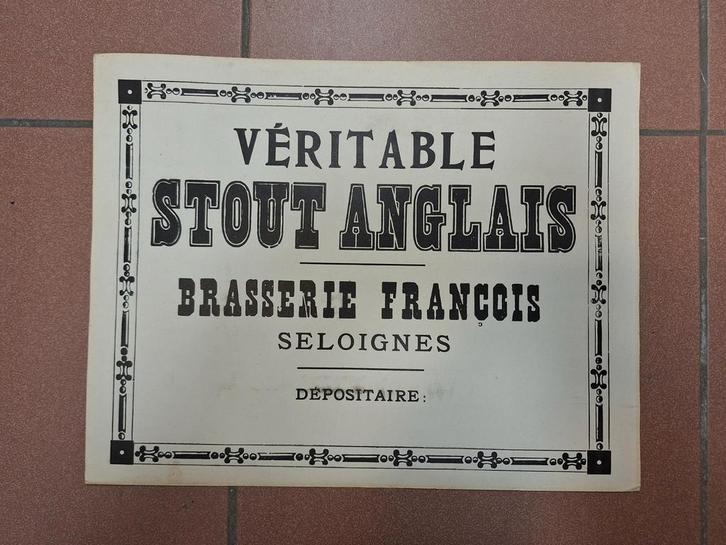 VÉRITABLE
STOUT ANGLAIS
BRASSERIE FRANÇOIS
SELOIGNES
DÉPOSITAIRE: